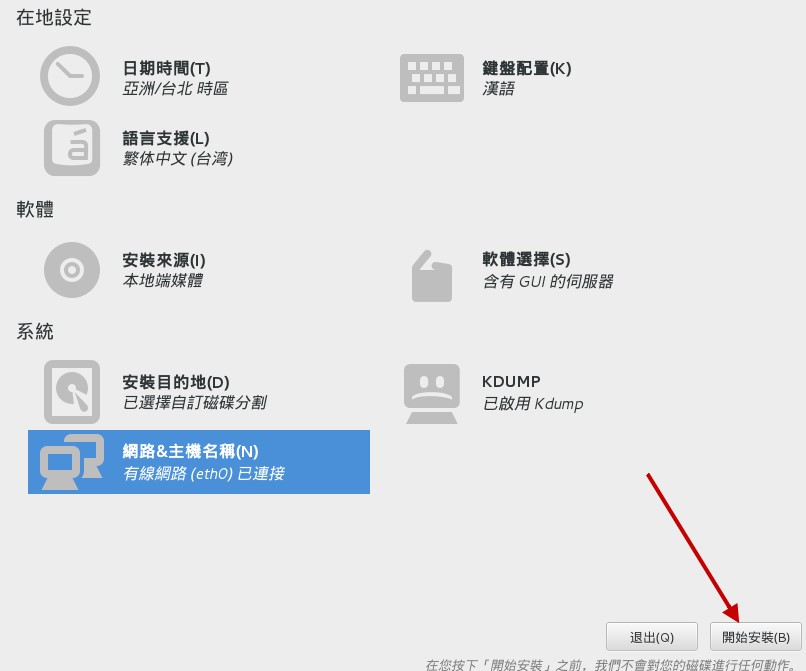 在地設定
日期時間(T)
亞洲/台北 時區
鍵盤配置(K)
漢語
語言支援(L)
繁体中文 (台湾)
軟體
安裝來源(I)
本地端媒體
軟體選擇(S)
含有 GUI 的伺服器
系統
安裝目的地(D)
已選擇自訂磁碟分割
KDUMP
已啟用 Kdump
網路&主機名稱(N)
有線網路 (eth0) 已連接
退出(Q)
開始安裝(B)
在您按下「開始安裝」之前，我們不會對您的磁碟進行任何動作。